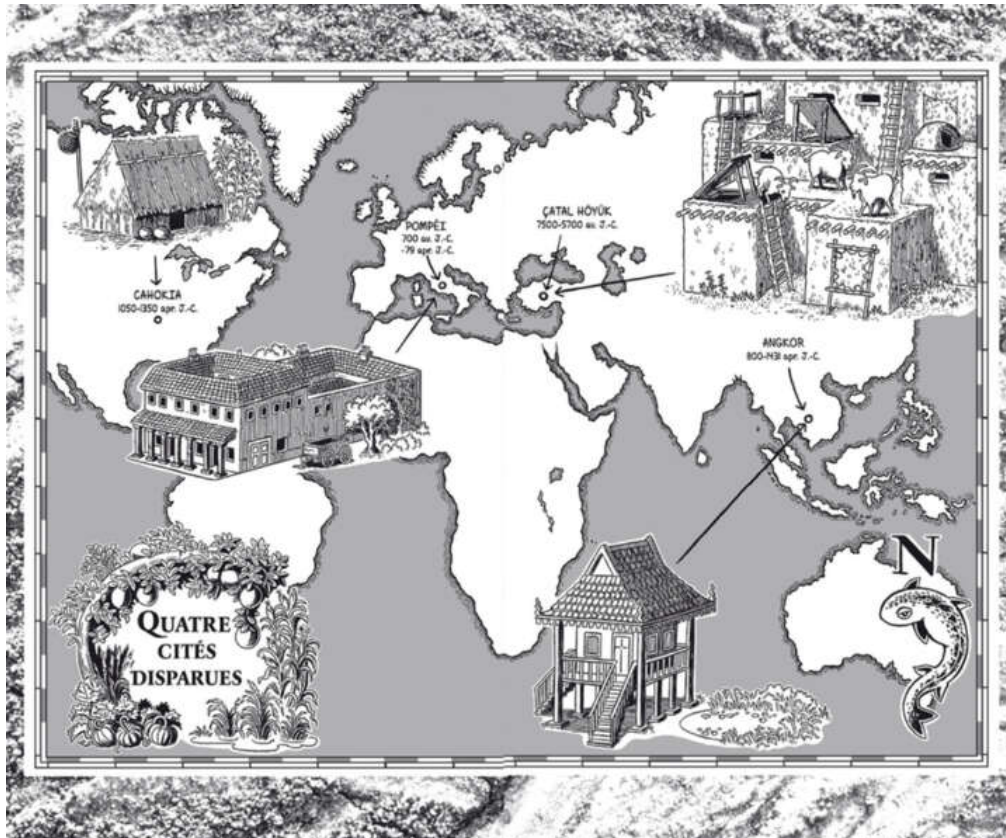 CAHOKIA
1050-1350 apr. J.-C.
POMPÉI
700 av. J.-C.
-79 apr. J.-C.
ÇATAL HÖYÜK
7500-5700 av. J.-C.
ANGKOR
800-1431 apr. J.-C.
N
QUATRE
CITÉS
DISPARUES